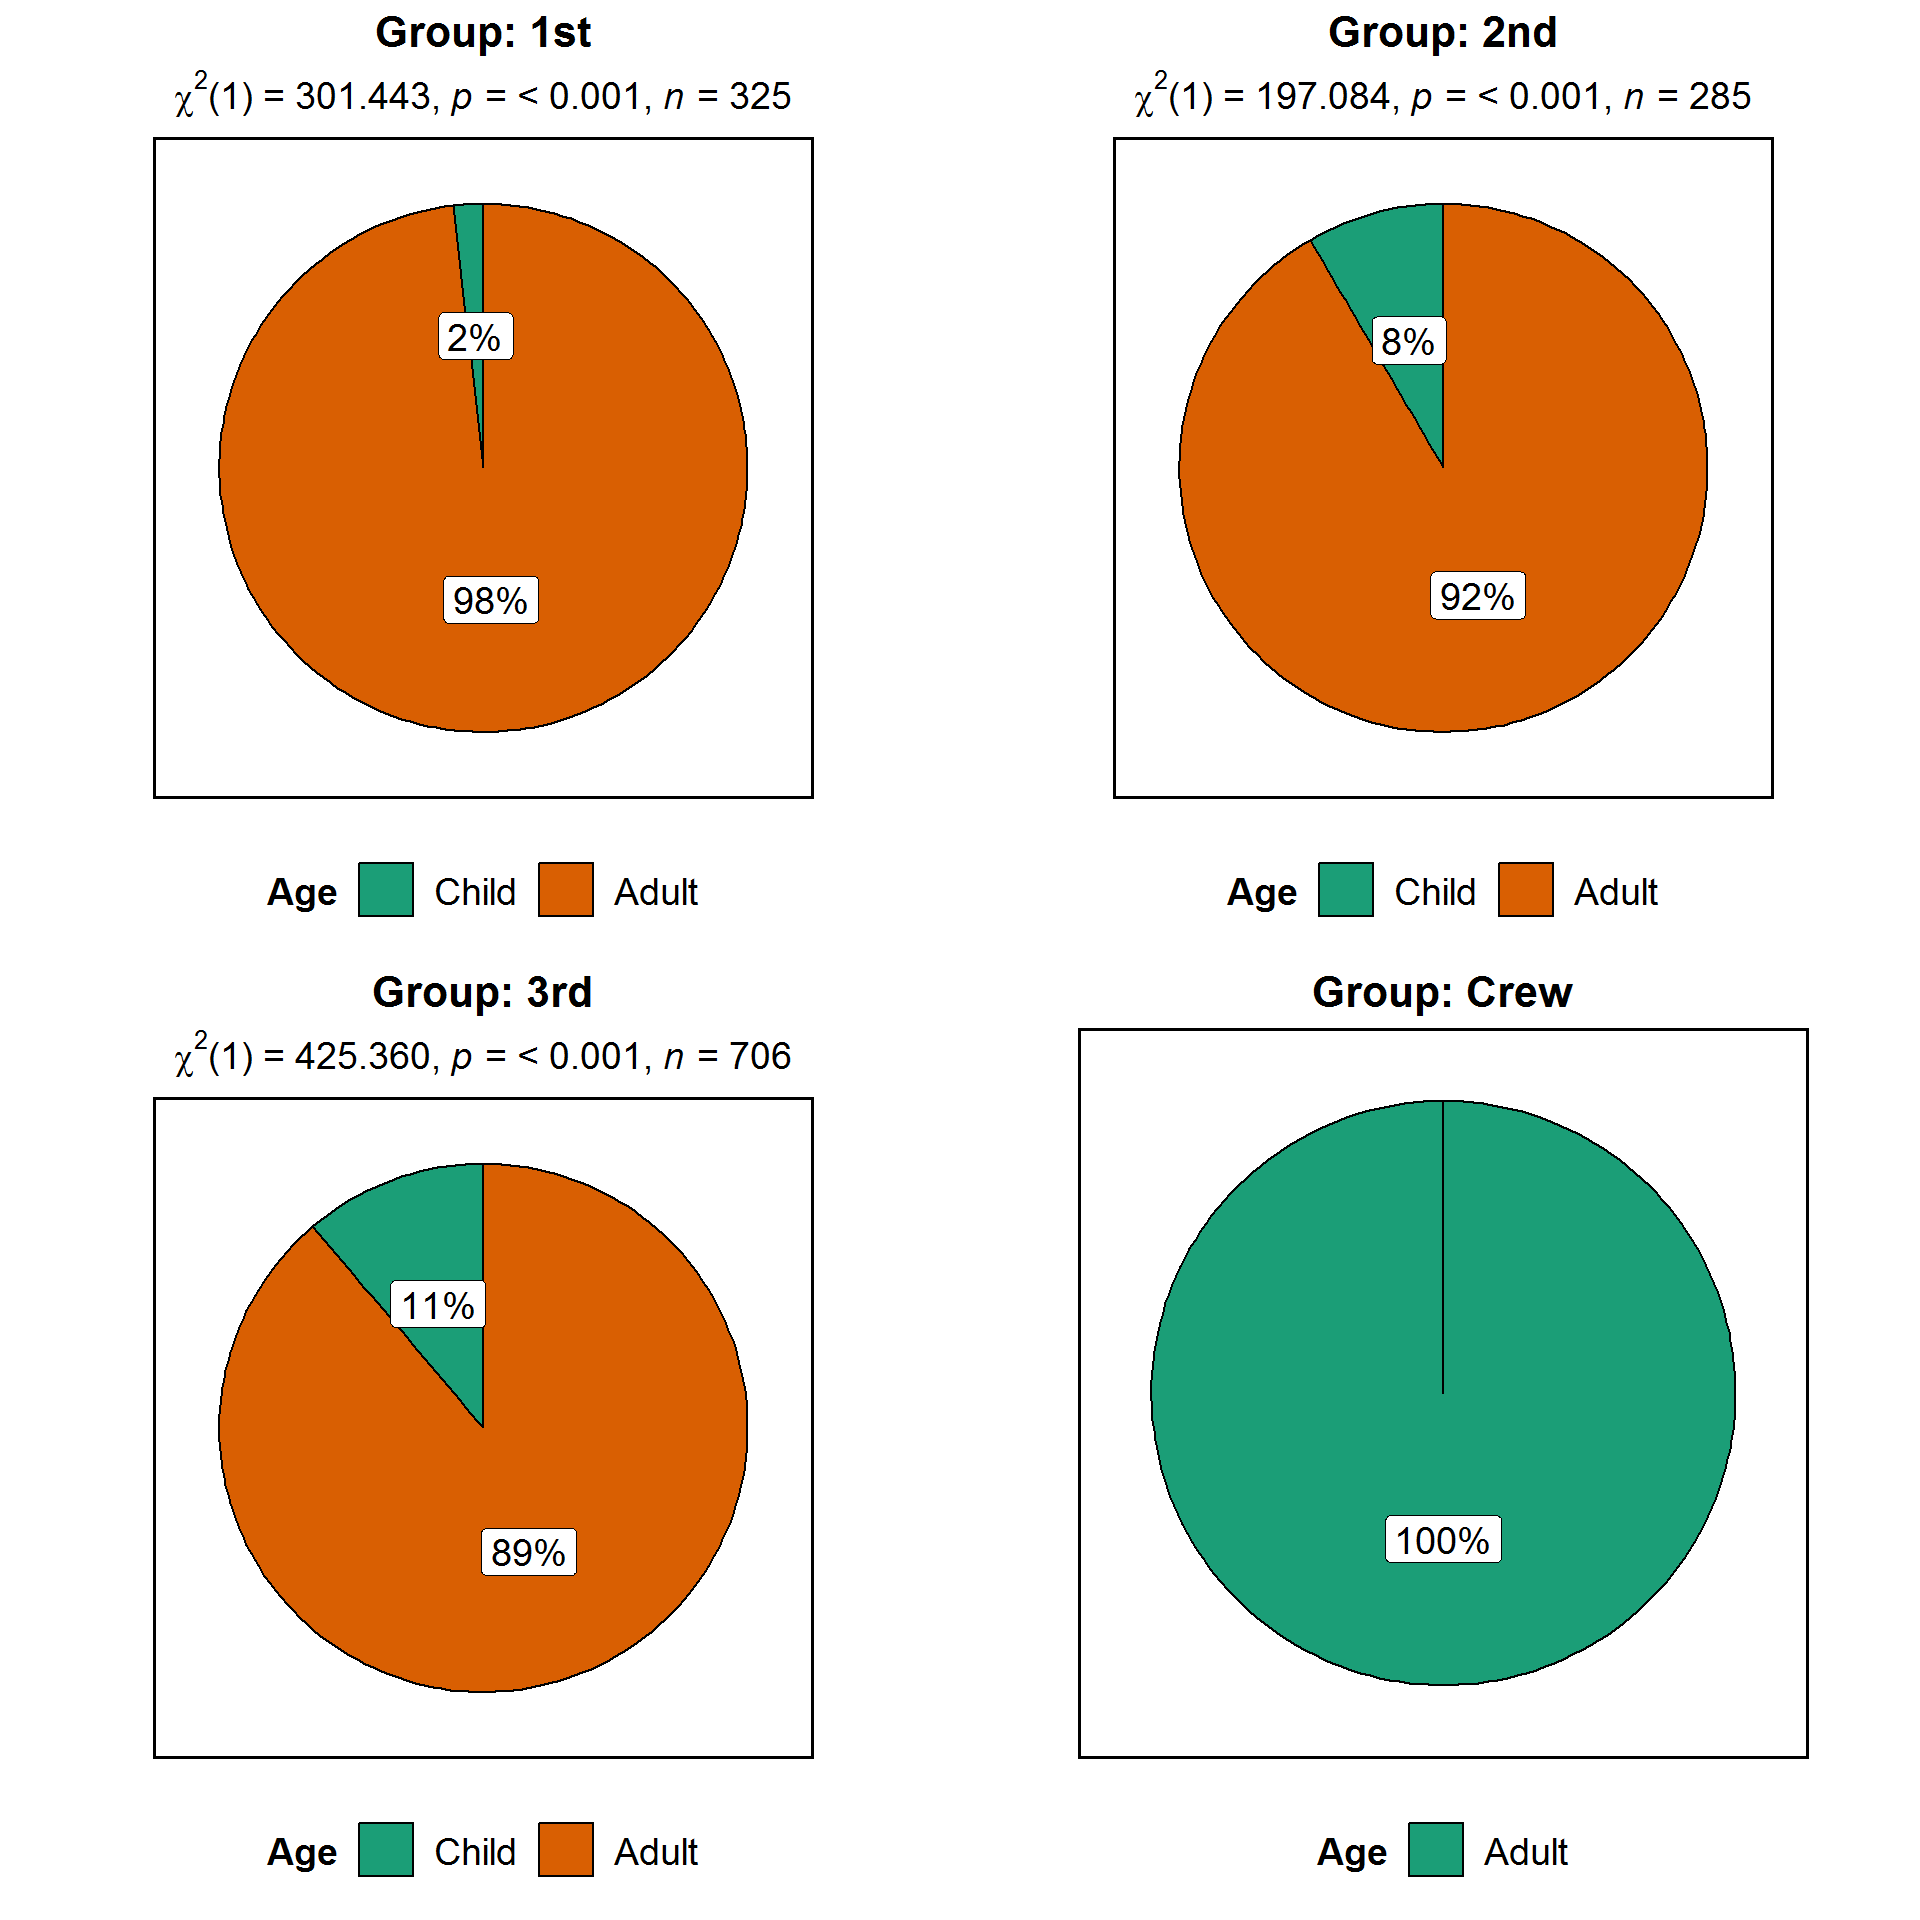 Group: 1st
χ²(1) = 301.443, p = < 0.001, n = 325
2%
98%
Age Child Adult
Group: 2nd
χ²(1) = 197.084, p = < 0.001, n = 285
8%
92%
Age Child Adult
Group: 3rd
χ²(1) = 425.360, p = < 0.001, n = 706
11%
89%
Age Child Adult
Group: Crew
100%
Age Adult